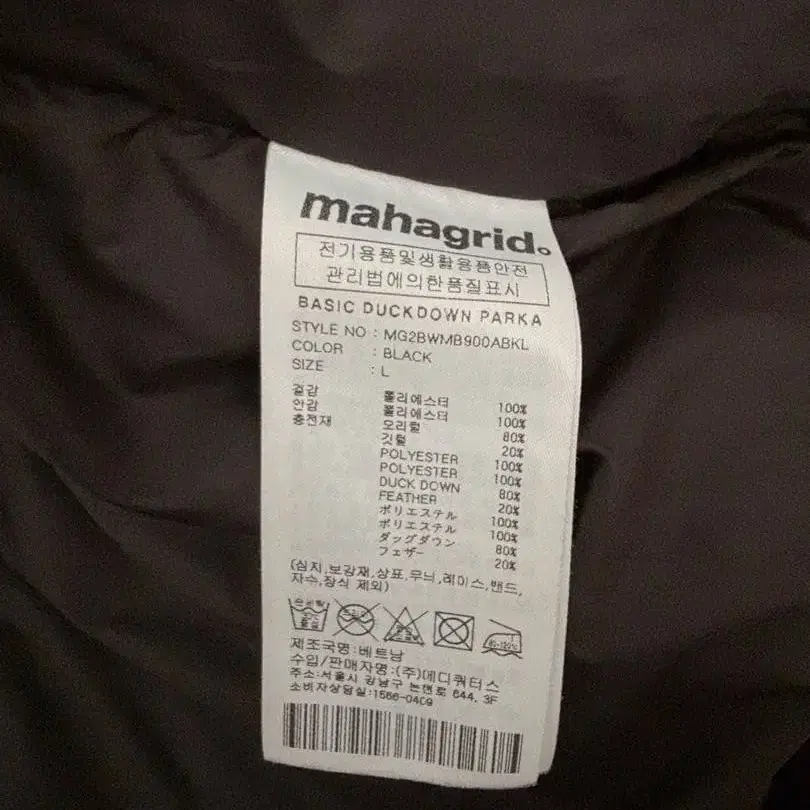 mahagrid.
전기용품및생활용품안전
관리법에의한품질표시
BASIC DUCKDOWN PARKA
STYLE NO : MG2BWMB900ABKL
COLOR : BLACK
SIZE : L
겉감 폴리에스터 100%
안감 폴리에스터 100%
충전재 오리털 80%
깃털 20%
POLYESTER 100%
POLYESTER 100%
DUCK DOWN 80%
FEATHER 20%
ポリエステル 100%
ポリエステル 100%
ダッグダウン 80%
フェザー 20%
(심지,보강재,상표,무늬,레이스,밴드,
자수,장식 제외)
제조국명:베트남
수입/판매자명:(주)에디쿼터스
주소:서울시 강남구 논현로 644, 3F
소비자상담실:1566-0409